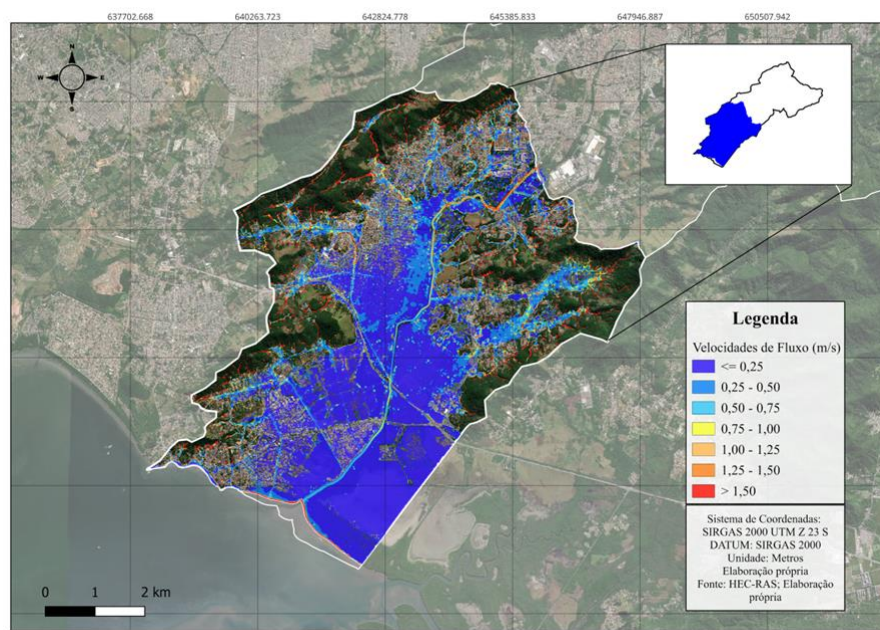 637702.668 640263.723 642824.778 645385.833 647946.887 650507.942
N
W E
S
Legenda
Velocidades de Fluxo (m/s)
<= 0,25
0,25 - 0,50
0,50 - 0,75
0,75 - 1,00
1,00 - 1,25
1,25 - 1,50
> 1,50
Sistema de Coordenadas:
SIRGAS 2000 UTM Z 23 S
DATUM: SIRGAS 2000
Unidade: Metros
Elaboração própria
Fonte: HEC-RAS; Elaboração
própria
0 1 2 km